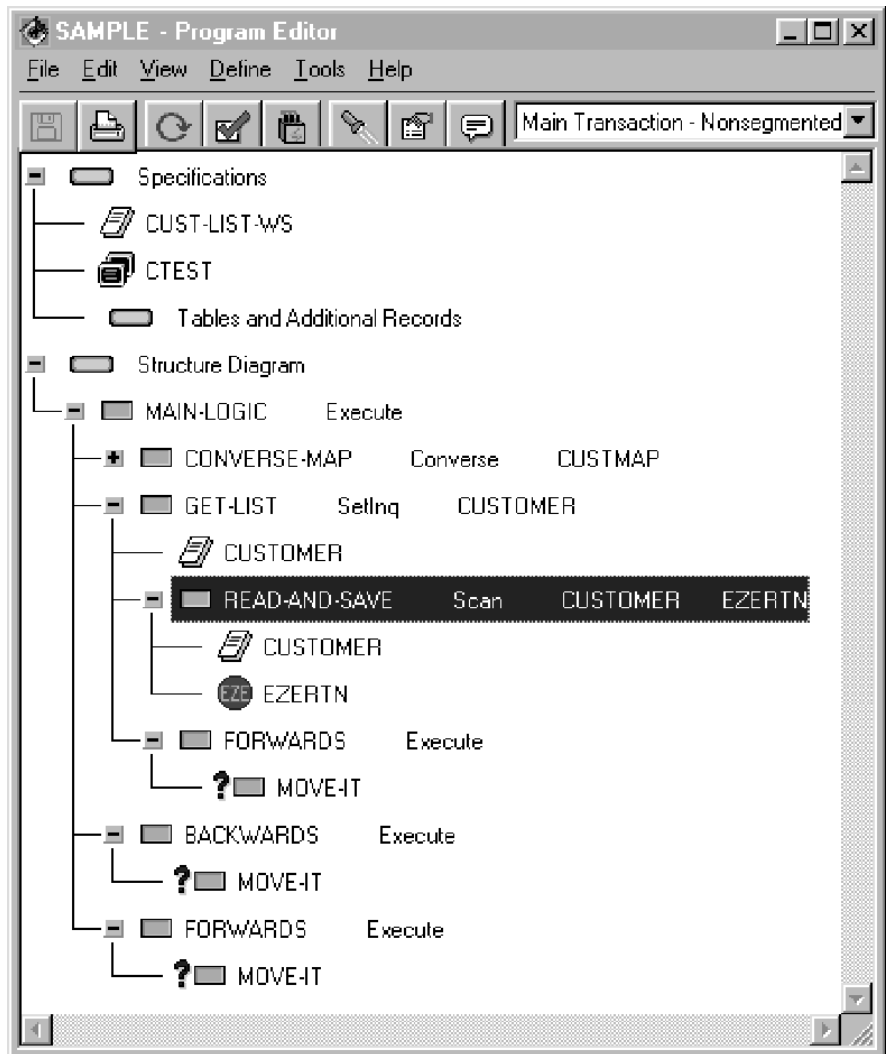 SAMPLE - Program Editor
File Edit View Define Tools Help
Main Transaction - Nonsegmented
Specifications
CUST-LIST-WS
CTEST
Tables and Additional Records
Structure Diagram
MAIN-LOGIC Execute
CONVERSE-MAP Converse CUSTMAP
GET-LIST SetInq CUSTOMER
CUSTOMER
READ-AND-SAVE Scan CUSTOMER EZERTN
CUSTOMER
EZE EZERTN
FORWARDS Execute
? MOVE-IT
BACKWARDS Execute
? MOVE-IT
FORWARDS Execute
? MOVE-IT